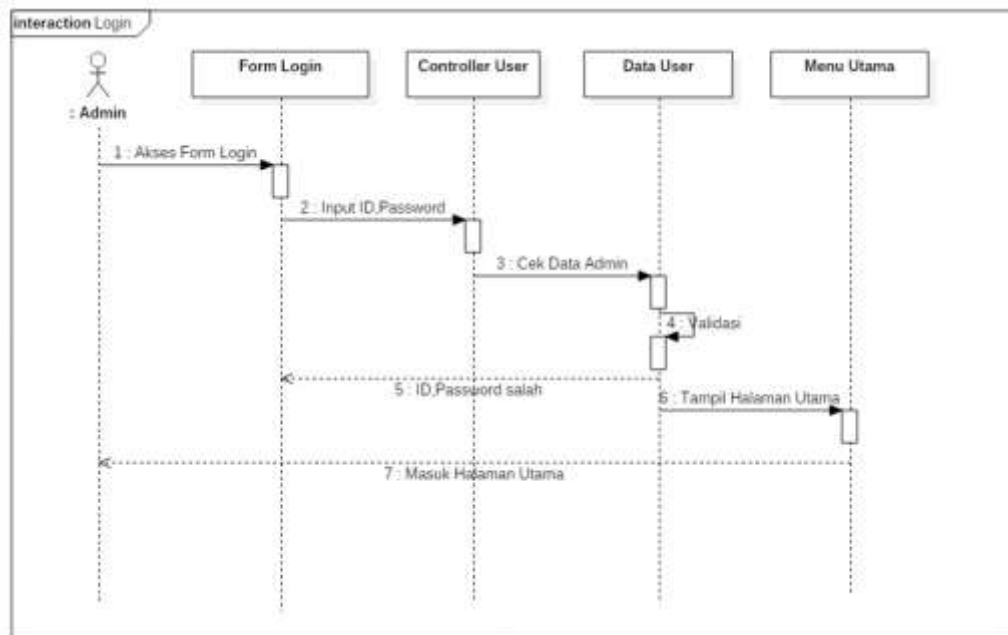 interaction Login
Form Login
Controller User
Data User
Menu Utama
: Admin
1 : Akses Form Login
2 : Input ID,Password
3 : Cek Data Admin
4 : Validasi
5 : ID,Password salah
6 : Tampil Halaman Utama
7 : Masuk Halaman Utama